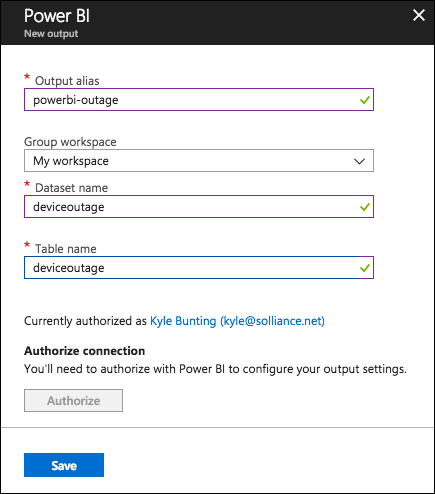 Power BI
New output
* Output alias
powerbi-outage
Group workspace
My workspace
* Dataset name
deviceoutage
* Table name
deviceoutage
Currently authorized as Kyle Bunting (kyle@solliance.net)
Authorize connection
You'll need to authorize with Power BI to configure your output settings.
Authorize
Save